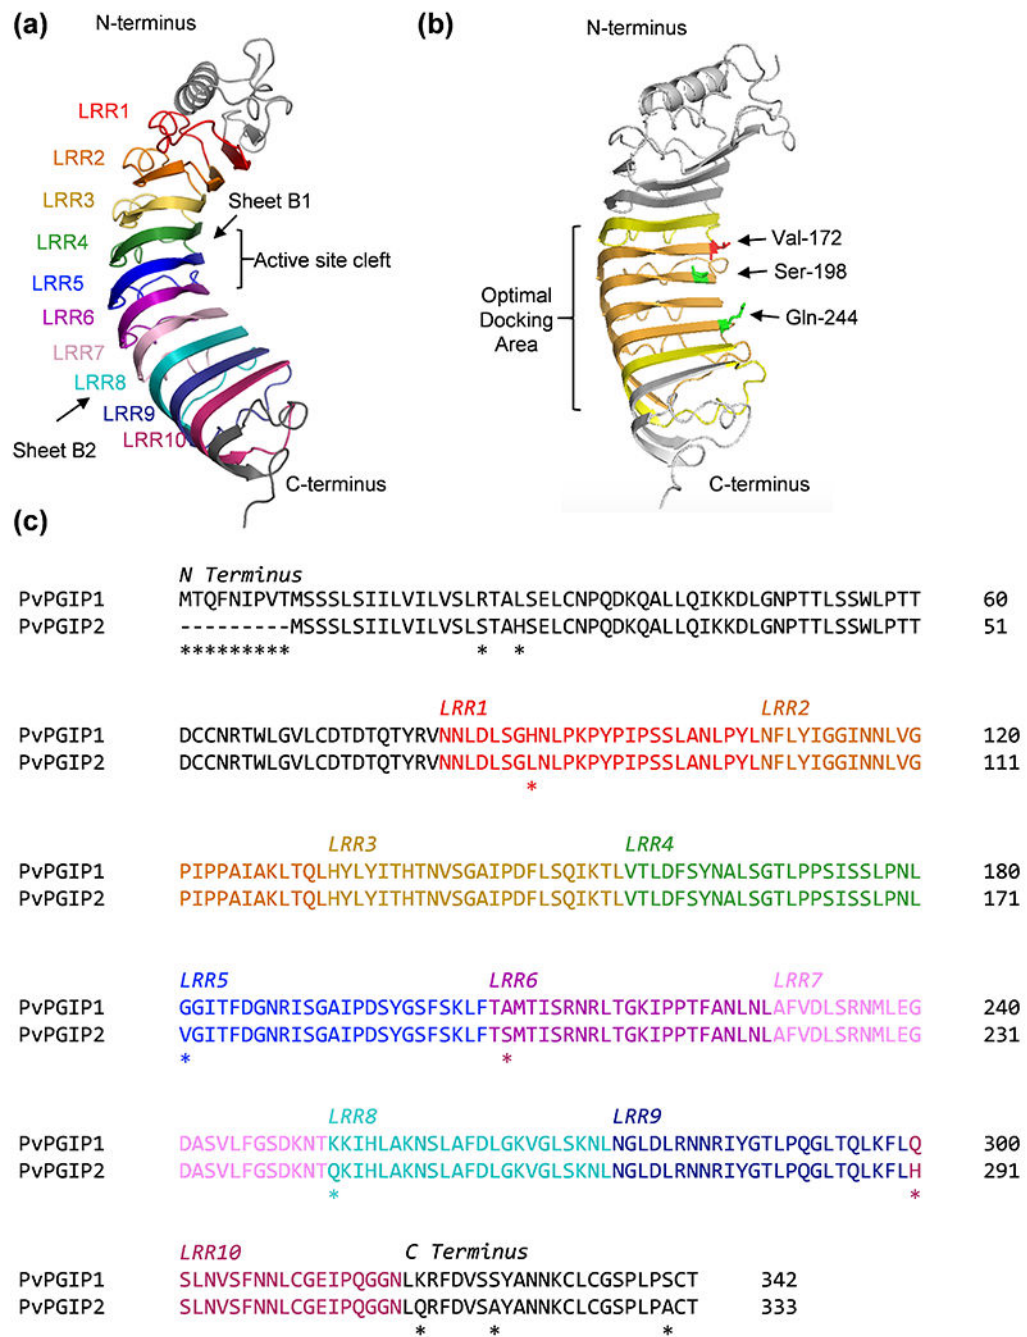 (a)
N-terminus
LRR1
LRR2
LRR3
Sheet B1
LRR4
Active site cleft
LRR5
LRR6
LRR7
LRR8
LRR9
Sheet B2
LRR10
C-terminus
(b)
N-terminus
Val-172
Ser-198
Optimal
Docking
Area
Gln-244
C-terminus
(c)
N Terminus
PvPGIP1 MTQFNIPVTMSSSLSIILVILVSLRTALSELCNPQDKQALLQIKKDLGNPTTLSSWLPTT 60
PvPGIP2 ---------MSSSLSIILVILVSLSTAHSELCNPQDKQALLQIKKDLGNPTTLSSWLPTT 51
********* * *
LRR1 LRR2
PvPGIP1 DCCNRTWLGVLCDTDTQTYRVNNLDLSGHNLPKPYPIPSSLANLPYLNFLYIGGINNLVG 120
PvPGIP2 DCCNRTWLGVLCDTDTQTYRVNNLDLSGLNLPKPYPIPSSLANLPYLNFLYIGGINNLVG 111
*
LRR3 LRR4
PvPGIP1 PIPPAIAKLTQLHYLYITHTNVSGAIPDFLSQIKTLVTLDFSYNALSGTLPPSISSLPNL 180
PvPGIP2 PIPPAIAKLTQLHYLYITHTNVSGAIPDFLSQIKTLVTLDFSYNALSGTLPPSISSLPNL 171
LRR5 LRR6 LRR7
PvPGIP1 GGITFDGNRISGAIPDSYGSFSKLFTAMTISRNRLTGKIPPTFANLNLAFVDLSRNMLEG 240
PvPGIP2 VGITFDGNRISGAIPDSYGSFSKLFTSMTISRNRLTGKIPPTFANLNLAFVDLSRNMLEG 231
* *
LRR8 LRR9
PvPGIP1 DASVLFGSDKNTKKIHLAKNSLAFDLGKVGLSKNLNGLDLRNNRIYGTLPQGLTQLKFLQ 300
PvPGIP2 DASVLFGSDKNTQKIHLAKNSLAFDLGKVGLSKNLNGLDLRNNRIYGTLPQGLTQLKFLH 291
* *
LRR10 C Terminus
PvPGIP1 SLNVSFNNLCGEIPQGGNLKRFDVSSYANNKCLCGSPLPSCT 342
PvPGIP2 SLNVSFNNLCGEIPQGGNLQRFDVSAYANNKCLCGSPLPACT 333
* * *